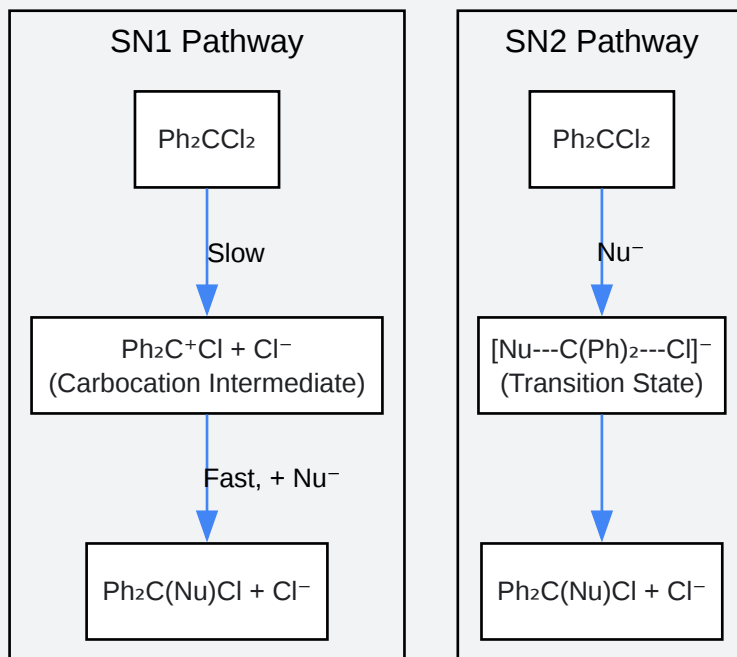 SN1 Pathway
Ph₂CCl₂
Slow
Ph₂C⁺Cl + Cl⁻
(Carbocation Intermediate)
Fast, + Nu⁻
Ph₂C(Nu)Cl + Cl⁻
SN2 Pathway
Ph₂CCl₂
Nu⁻
[Nu---C(Ph)₂---Cl]⁻
(Transition State)
Ph₂C(Nu)Cl + Cl⁻